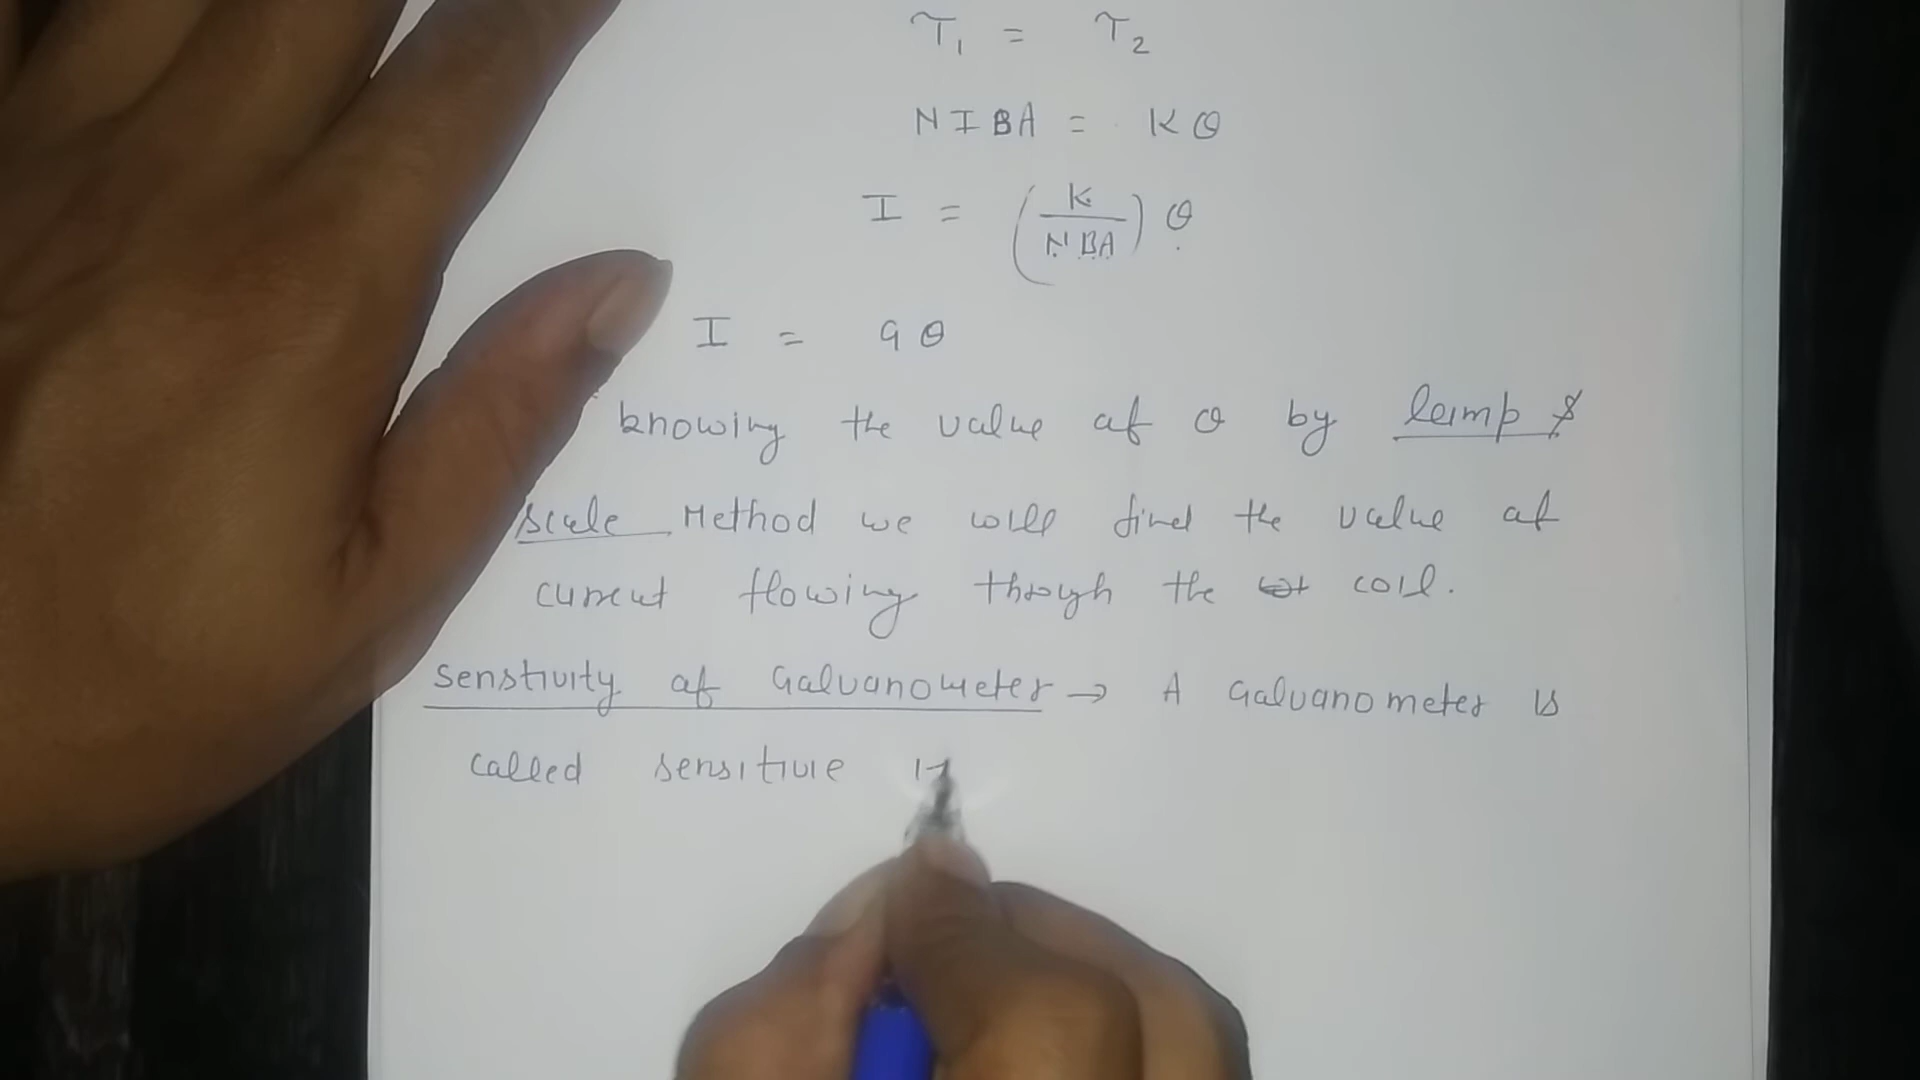 τ₁ = τ₂
NIBA = Kθ
I = (K/NBA) θ
I = qθ
knowing the value of θ by lamp &
scale Method we will find the value of
current flowing through the coil.
senstivity of Galvanometer → A Galvanometer is
called sensitive if